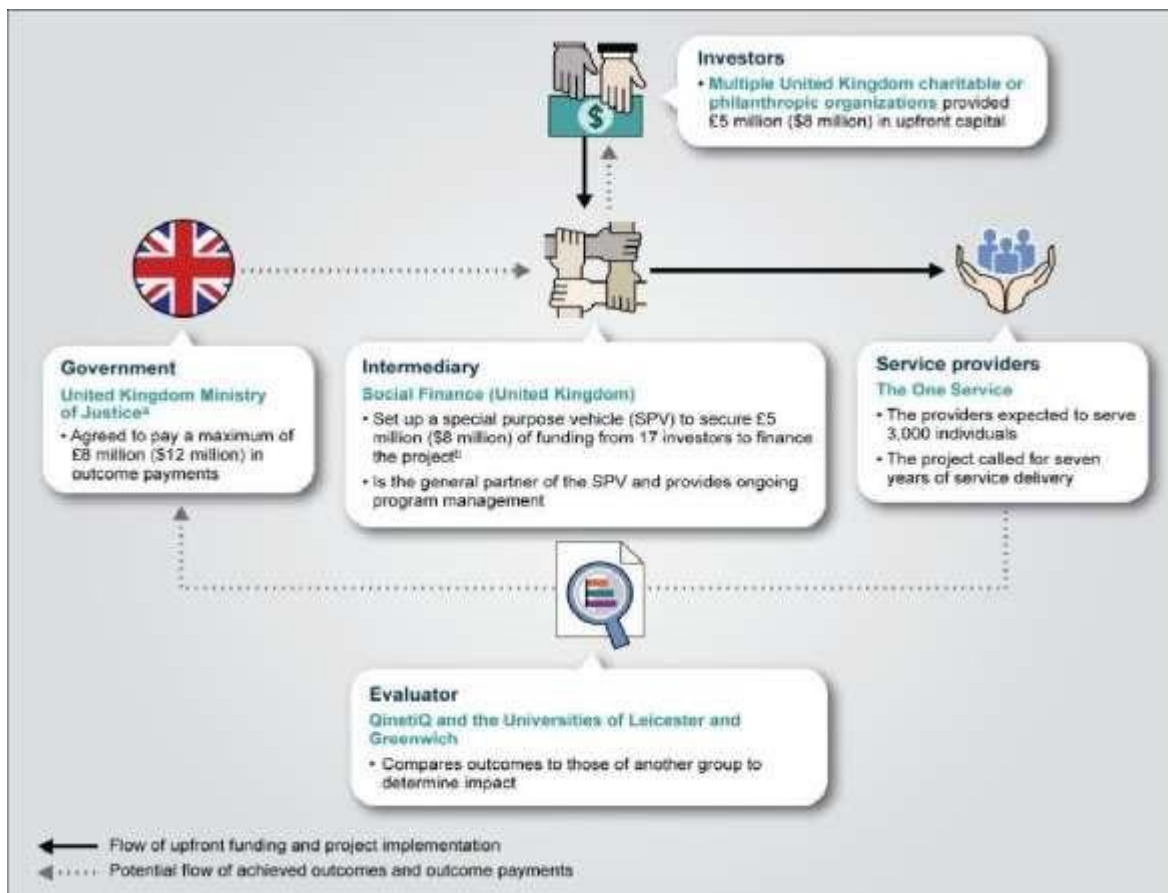 Investors
• Multiple United Kingdom charitable or
philanthropic organizations provided
£5 million ($8 million) in upfront capital
$
Government
United Kingdom Ministry
of Justiceᵃ
• Agreed to pay a maximum of
£8 million ($12 million) in
outcome payments
Intermediary
Social Finance (United Kingdom)
• Set up a special purpose vehicle (SPV) to secure £5
million ($8 million) of funding from 17 investors to finance
the projectᵇ
• Is the general partner of the SPV and provides ongoing
program management
Service providers
The One Service
• The providers expected to serve
3,000 individuals
• The project called for seven
years of service delivery
Evaluator
QinetiQ and the Universities of Leicester and
Greenwich
• Compares outcomes to those of another group to
determine impact
Flow of upfront funding and project implementation
Potential flow of achieved outcomes and outcome payments